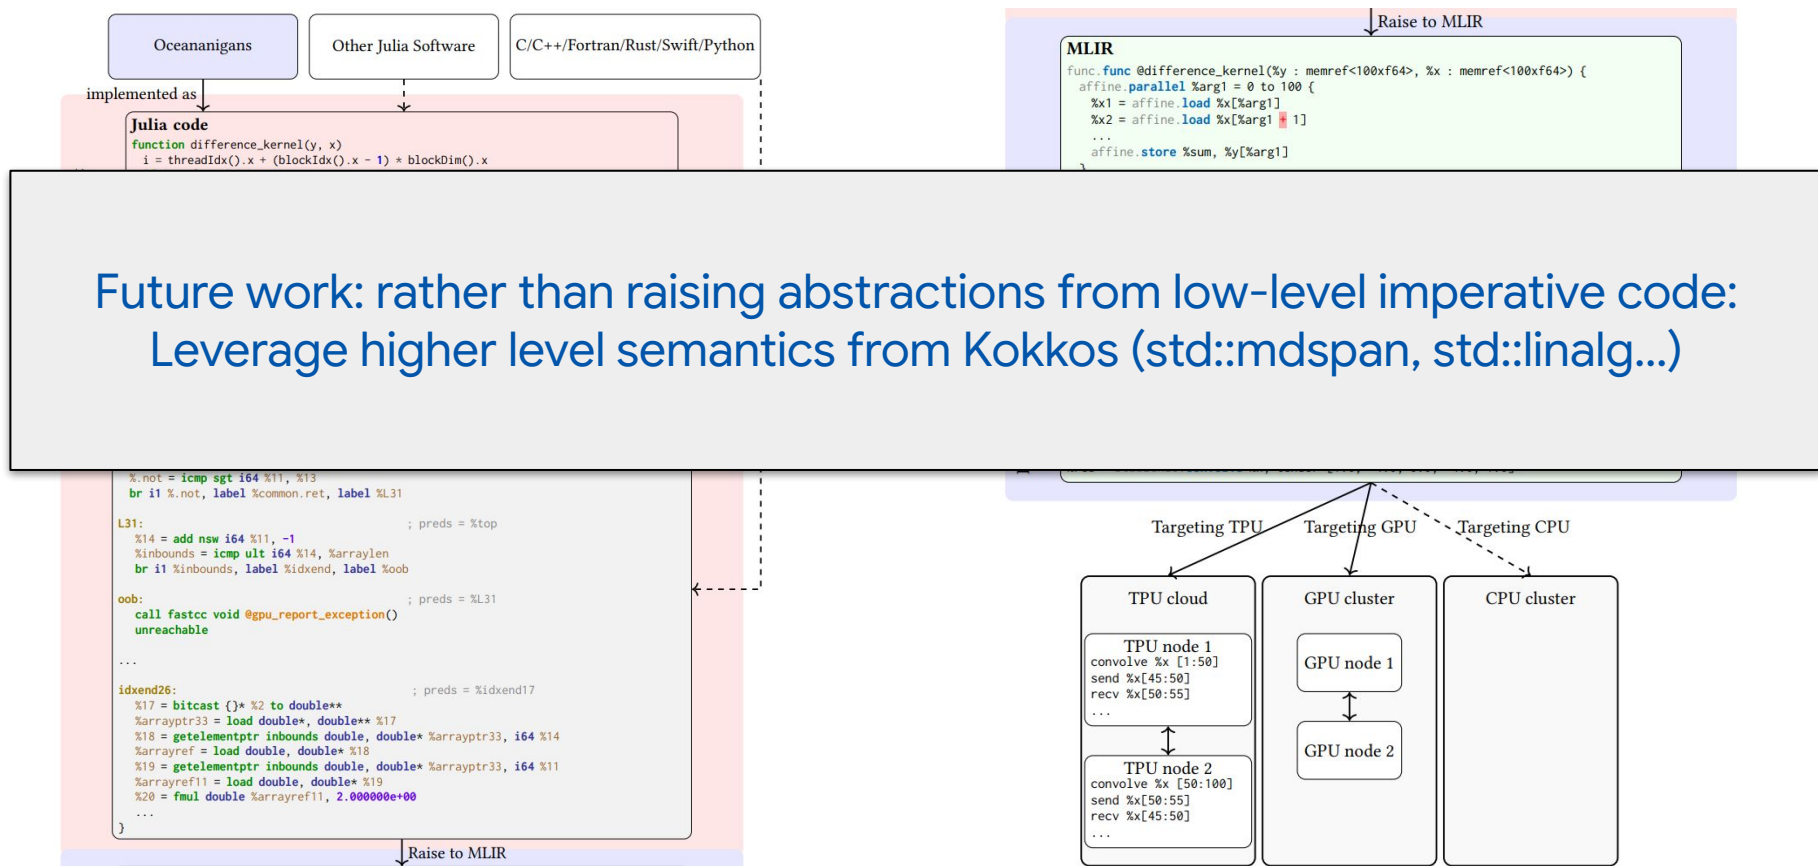 Oceananigans
Other Julia Software
C/C++/Fortran/Rust/Swift/Python
implemented as
Julia code
function difference_kernel(y, x)
i = threadIdx().x + (blockIdx().x - 1) * blockDim().x
Raise to MLIR
MLIR
func.func @difference_kernel(%y : memref<100xf64>, %x : memref<100xf64>) {
affine.parallel %arg1 = 0 to 100 {
%x1 = affine.load %x[%arg1]
%x2 = affine.load %x[%arg1 + 1]
...
affine.store %sum, %y[%arg1]
}
Future work: rather than raising abstractions from low-level imperative code:
Leverage higher level semantics from Kokkos (std::mdspan, std::linalg...)
%.not = icmp sgt i64 %11, %13
br i1 %.not, label %common.ret, label %L31
L31: ; preds = %top
%14 = add nsw i64 %11, -1
%inbounds = icmp ult i64 %14, %arraylen
br i1 %inbounds, label %idxend, label %oob
oob: ; preds = %L31
call fastcc void @gpu_report_exception()
unreachable
...
idxend26: ; preds = %idxend17
%17 = bitcast {}* %2 to double**
%arrayptr33 = load double*, double** %17
%18 = getelementptr inbounds double, double* %arrayptr33, i64 %14
%arrayref = load double, double* %18
%19 = getelementptr inbounds double, double* %arrayptr33, i64 %11
%arrayref11 = load double, double* %19
%20 = fmul double %arrayref11, 2.000000e+00
...
}
Raise to MLIR
Targeting TPU
Targeting GPU
Targeting CPU
TPU cloud
TPU node 1
convolve %x [1:50]
send %x[45:50]
recv %x[50:55]
...
TPU node 2
convolve %x [50:100]
send %x[50:55]
recv %x[45:50]
...
GPU cluster
GPU node 1
GPU node 2
CPU cluster